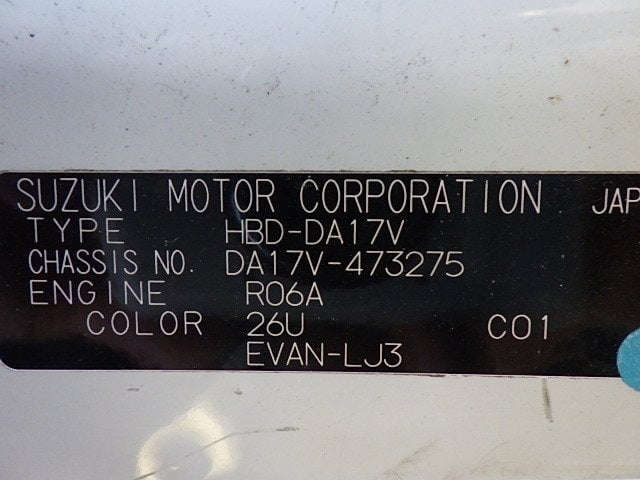 SUZUKI MOTOR CORPORATION JAP
TYPE HBD-DA17V
CHASSIS NO. DA17V-473275
ENGINE R06A
COLOR 26U C01
EVAN-LJ3